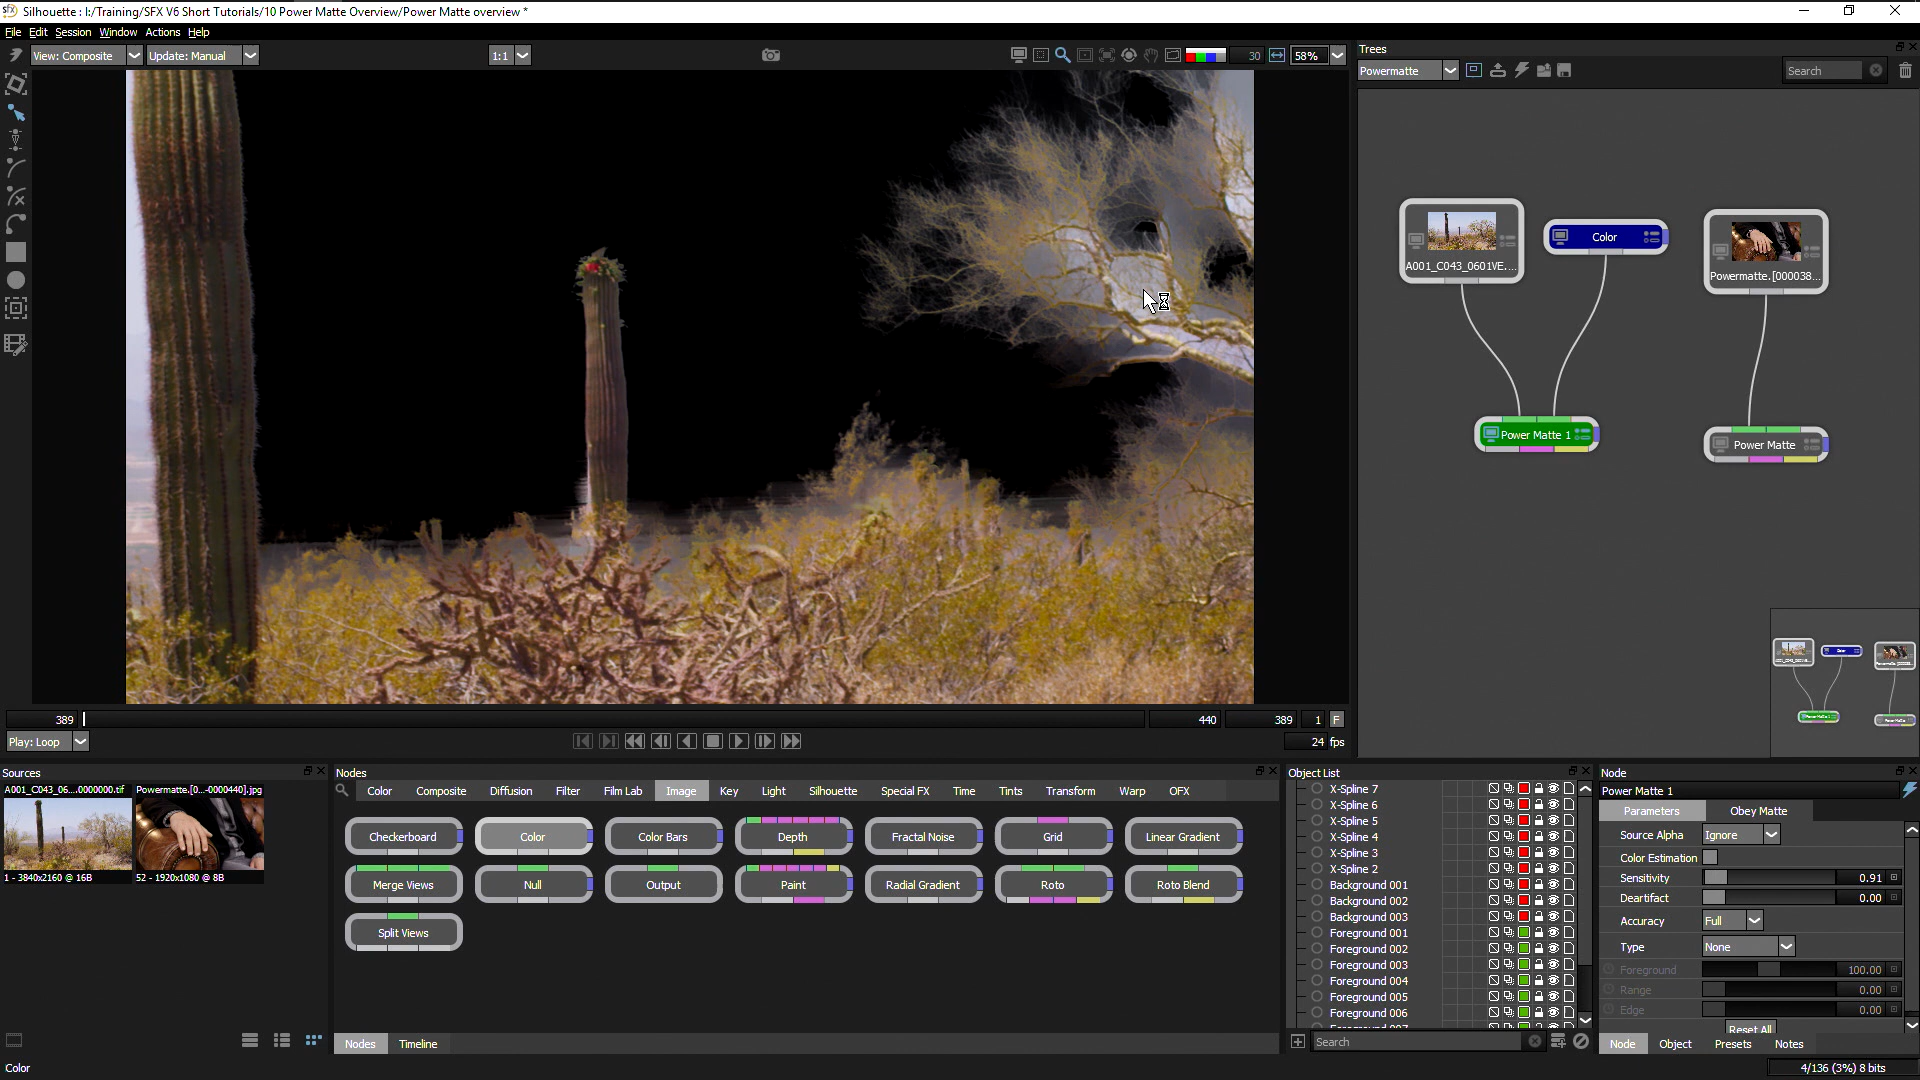 Silhouette : I:/Training/SFX V6 Short Tutorials/10 Power Matte Overview/Power Matte overview *
File Edit Session Window Actions Help
View: Composite Update: Manual 1:1 30 58%
Trees
Powermatte Search
A001_C043_0601VE....
Color
Powermatte.[000038...
Power Matte 1
Power Matte
389 440 389 1 F
Play: Loop 24 fps
Sources
A001_C043_06....0000000.tif Powermatte.[0...-0000440].jpg
1 - 3840x2160 @ 16B 52 - 1920x1080 @ 8B
Nodes
Color Composite Diffusion Filter Film Lab Image Key Light Silhouette Special FX Time Tints Transform Warp OFX
Checkerboard Color Color Bars Depth Fractal Noise Grid Linear Gradient
Merge Views Null Output Paint Radial Gradient Roto Roto Blend
Split Views
Nodes Timeline
Object List
X-Spline 7
X-Spline 6
X-Spline 5
X-Spline 4
X-Spline 3
X-Spline 2
Background 001
Background 002
Background 003
Foreground 001
Foreground 002
Foreground 003
Foreground 004
Foreground 005
Foreground 006
Search
Node
Power Matte 1
Parameters Obey Matte
Source Alpha Ignore
Color Estimation
Sensitivity 0.91
Deartifact 0.00
Accuracy Full
Type None
Foreground 100.00
Range 0.00
Edge 0.00
Reset All
Node Object Presets Notes
Color
4/136 (3%) 8 bits